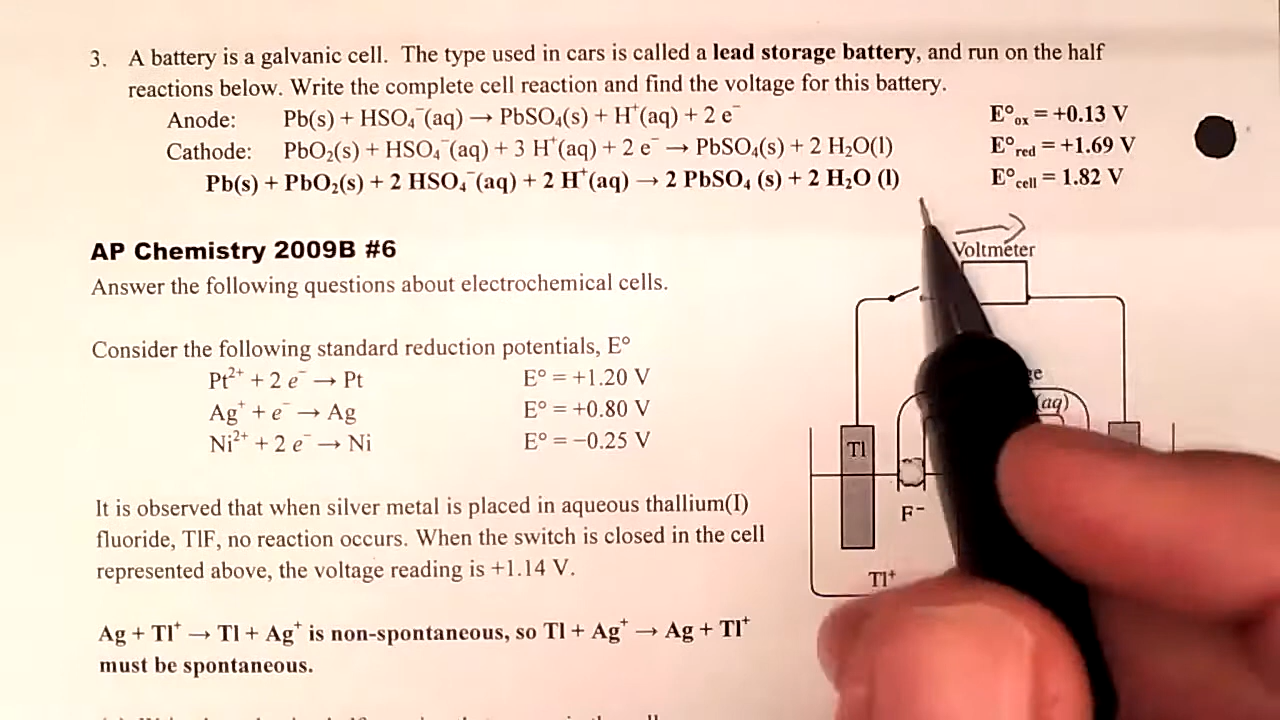 3. A battery is a galvanic cell. The type used in cars is called a lead storage battery, and run on the half
reactions below. Write the complete cell reaction and find the voltage for this battery.
Anode: Pb(s) + HSO₄⁻(aq) → PbSO₄(s) + H⁺(aq) + 2 e⁻ E°ox = +0.13 V
Cathode: PbO₂(s) + HSO₄⁻(aq) + 3 H⁺(aq) + 2 e⁻ → PbSO₄(s) + 2 H₂O(l) E°red = +1.69 V
Pb(s) + PbO₂(s) + 2 HSO₄⁻(aq) + 2 H⁺(aq) → 2 PbSO₄ (s) + 2 H₂O (l) E°cell = 1.82 V
AP Chemistry 2009B #6
Voltmeter
Answer the following questions about electrochemical cells.
Consider the following standard reduction potentials, E°
Pt²⁺ + 2 e⁻ → Pt E° = +1.20 V
Ag⁺ + e⁻ → Ag E° = +0.80 V
Ni²⁺ + 2 e⁻ → Ni E° = −0.25 V
(aq)
Tl
F⁻
Tl⁺
It is observed that when silver metal is placed in aqueous thallium(I)
fluoride, TlF, no reaction occurs. When the switch is closed in the cell
represented above, the voltage reading is +1.14 V.
Ag + Tl⁺ → Tl + Ag⁺ is non-spontaneous, so Tl + Ag⁺ → Ag + Tl⁺
must be spontaneous.